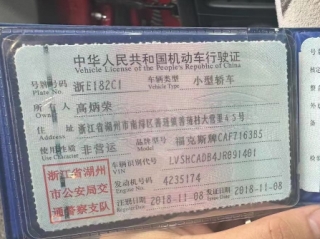 中华人民共和国机动车行驶证
Vehicle License of the People's Republic of China
号牌号码 浙E182C1 车辆类型 小型轿车
Plate No. Vehicle Type
所有人 高炳荣
Owner
住址 浙江省湖州市南浔区善琏镇善琏村
Address
使用性质 非营运 品牌型号 福克斯牌CAF7163B5
Use Character Model
浙江省湖州
市公安局交
通警察支队
车辆识别代号 LVSHCADB4JR091401
VIN
发动机号码 4235174
Engine No.
注册日期 2018-11-08 发证日期 2018-11-08
Register Date Issue Date